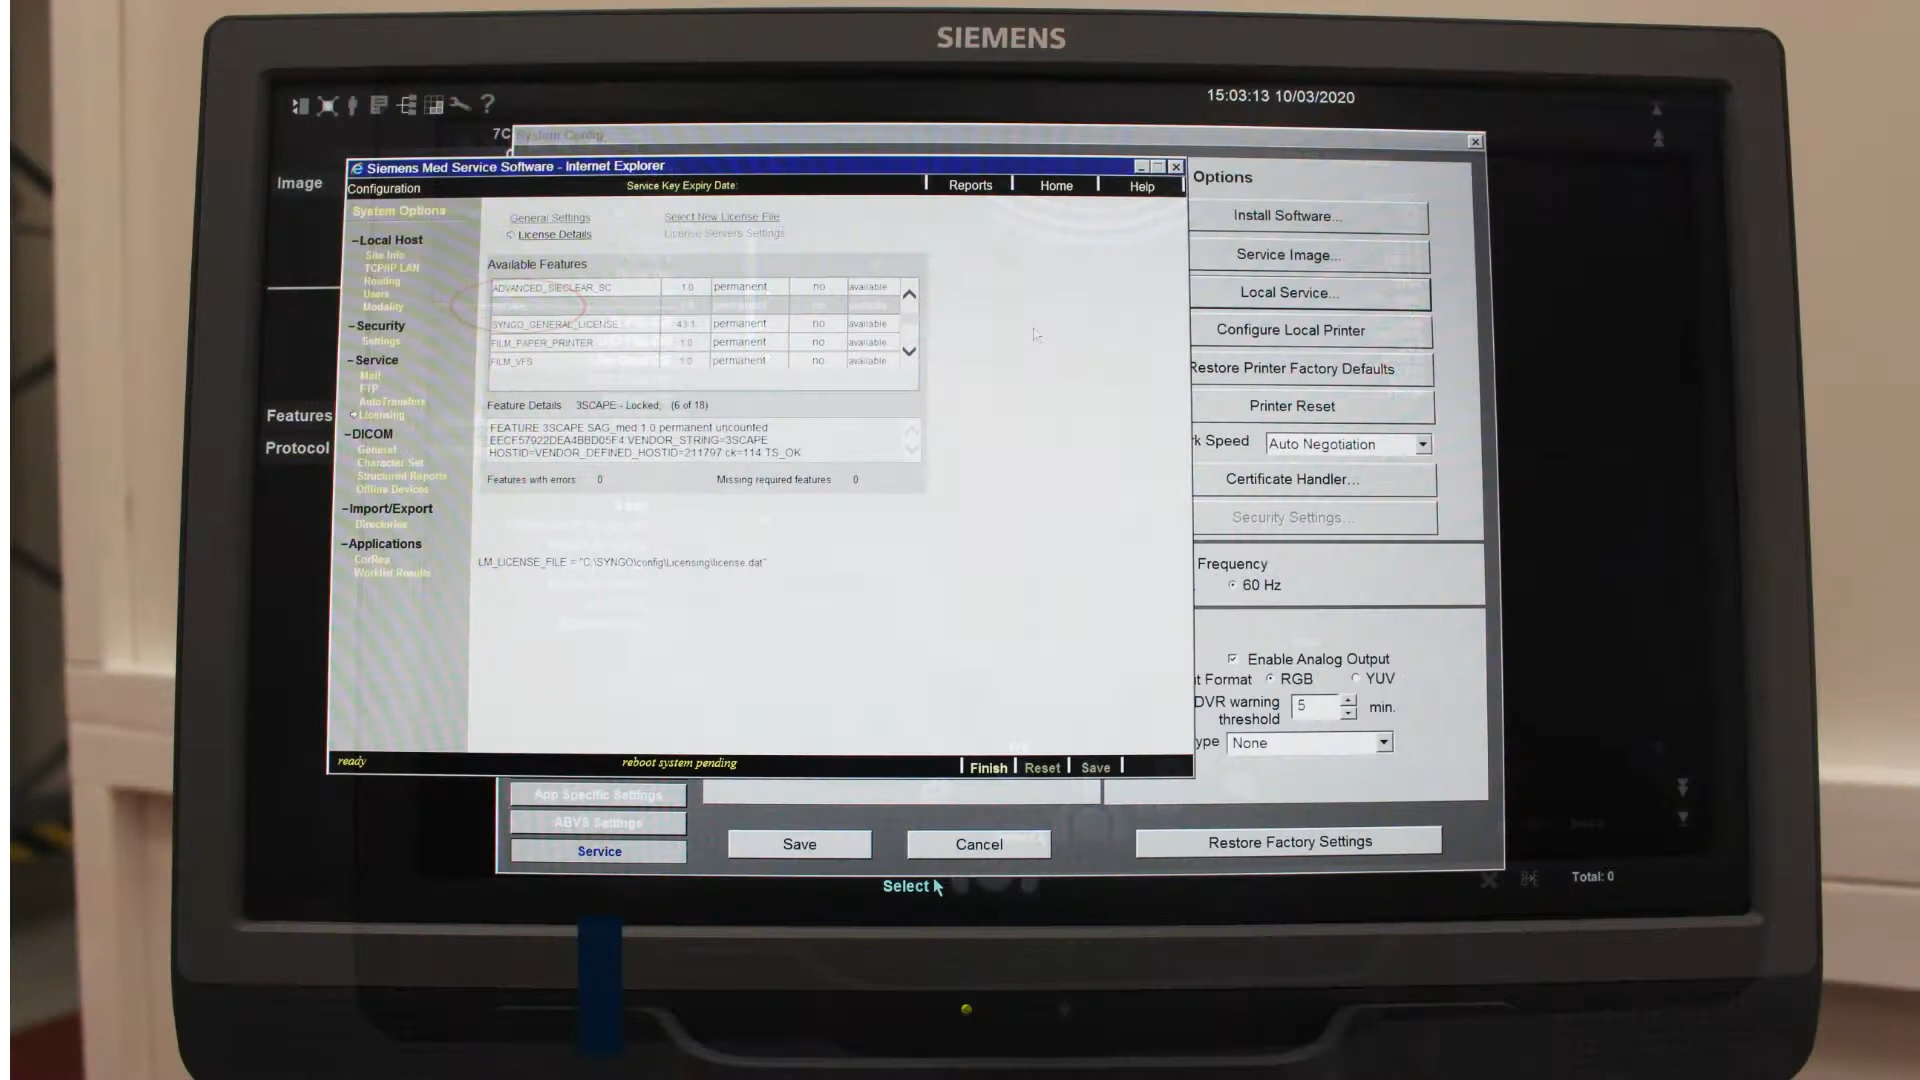 SIEMENS
15:03:13 10/03/2020
7C
System Config
Siemens Med Service Software - Internet Explorer
Configuration
Service Key Expiry Date:
Reports
Home
Help
Image
Features
Protocol
System Options
–Local Host
Site Info
TCP/IP LAN
Routing
Users
Modality
–Security
Settings
–Service
Mail
FTP
AutoTransfers
Licensing
–DICOM
General
Character Set
Structured Reports
Offline Devices
–Import/Export
Directories
–Applications
CorRea
Worklist Results
General Settings
Select New License File
License Details
License Servers Settings
Available Features
ADVANCED_SIECLEAR_SC 1.0 permanent no available
SYNGO_GENERAL_LICENSE 43.1 permanent no available
FILM_PAPER_PRINTER 1.0 permanent no available
FILM_VFS 1.0 permanent no available
Feature Details 3SCAPE - Locked; (6 of 18)
FEATURE 3SCAPE SAG_med 1.0 permanent uncounted
EECF57922DEA4BBD05F4 VENDOR_STRING=3SCAPE
HOSTID=VENDOR_DEFINED_HOSTID=211797 ck=114 TS_OK
Features with errors 0 Missing required features 0
LM_LICENSE_FILE = "C:\SYNGO\config\Licensing\license.dat"
ready
reboot system pending
Finish
Reset
Save
Options
Install Software...
Service Image...
Local Service...
Configure Local Printer
Restore Printer Factory Defaults
Printer Reset
Speed Auto Negotiation
Certificate Handler...
Security Settings...
Frequency
60 Hz
Enable Analog Output
Format RGB YUV
DVR warning
threshold
5 min.
None
App Specific Settings
ABVS Settings
Service
Save
Cancel
Restore Factory Settings
Select
Total: 0